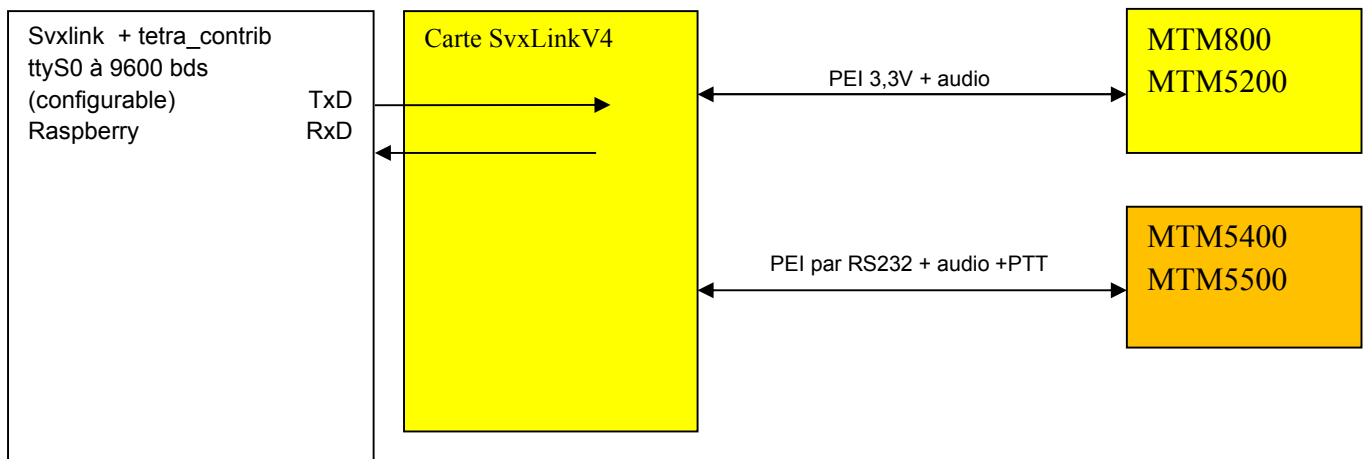 Svxlink + tetra_contrib
ttyS0 à 9600 bds
(configurable) TxD
Raspberry RxD
Carte SvxLinkV4
PEI 3,3V + audio
MTM800
MTM5200
PEI par RS232 + audio +PTT
MTM5400
MTM5500